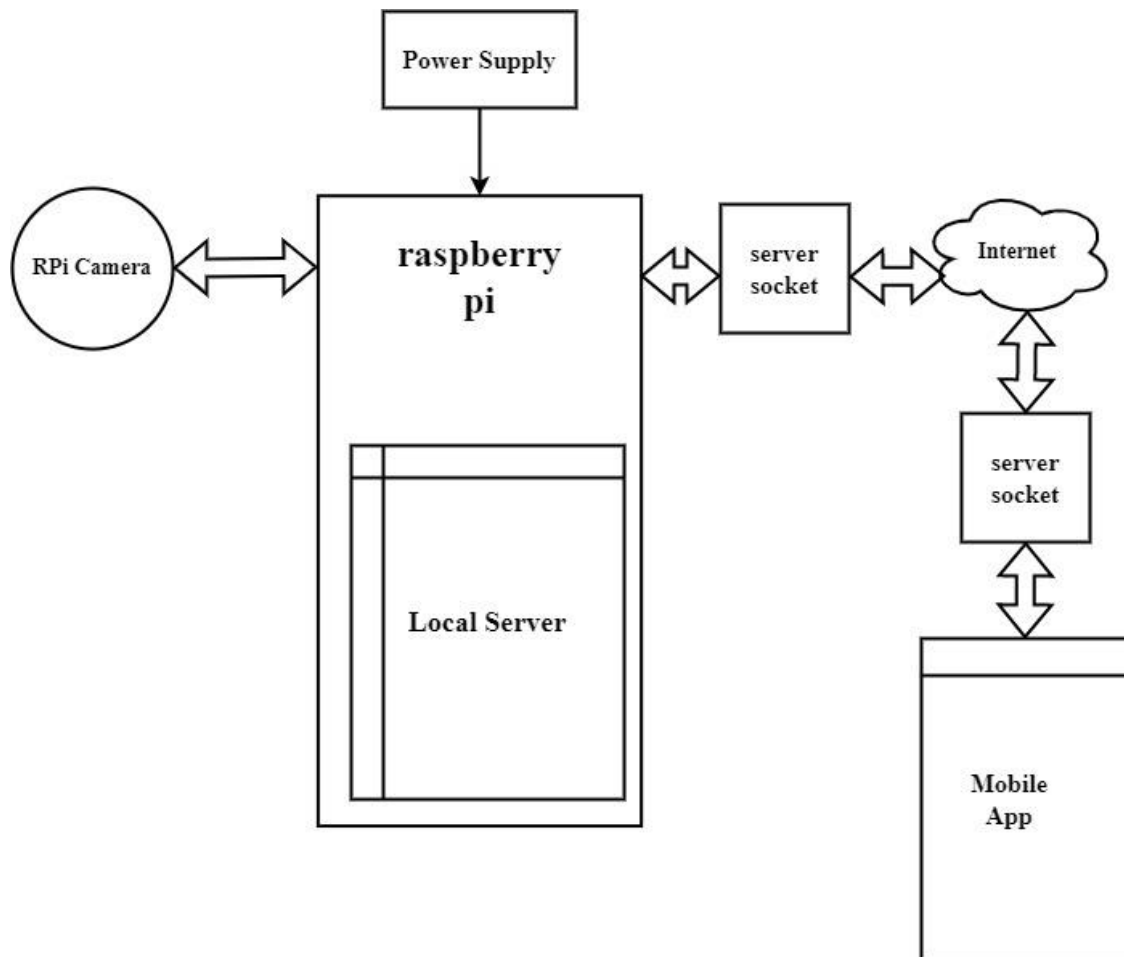 Power Supply
RPi Camera
raspberry
pi
server
socket
Internet
server
socket
Local Server
Mobile
App